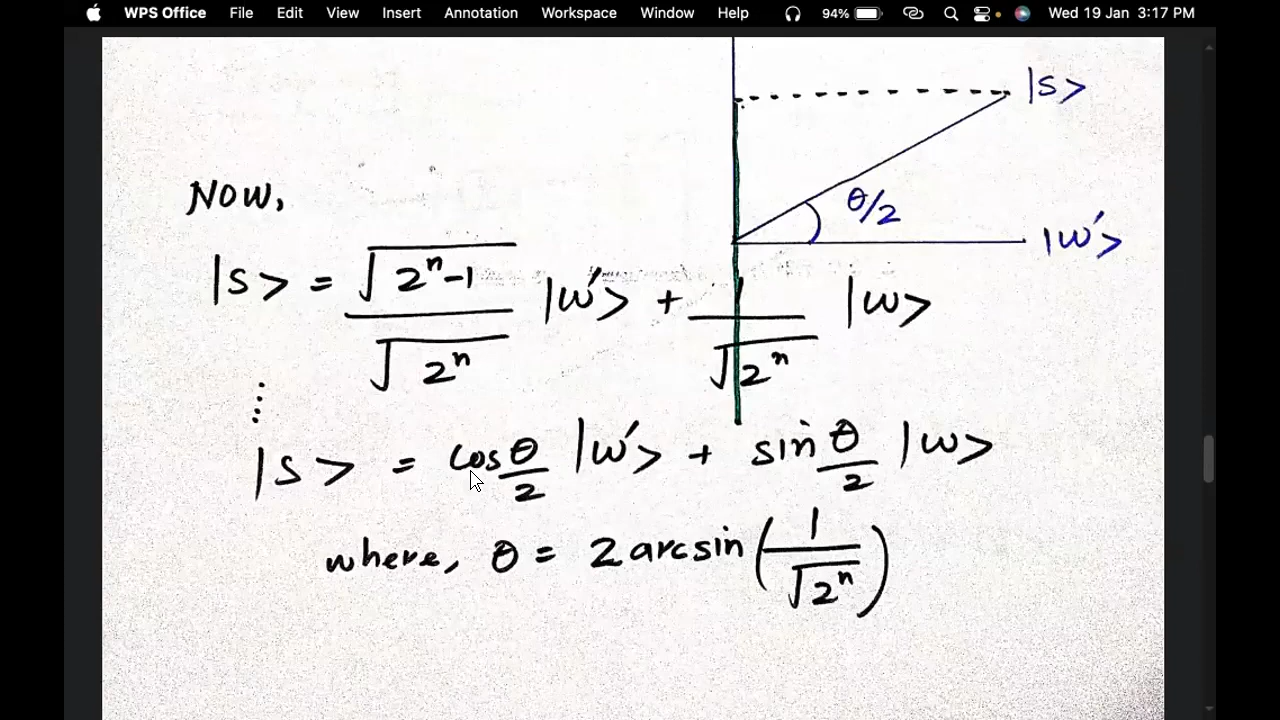 WPS Office File Edit View Insert Annotation Workspace Window Help 94% Wed 19 Jan 3:17 PM
|S>
θ/2
|w'>
NOW,
|S> = √2ⁿ-1 / √2ⁿ |w'> + 1 / √2ⁿ |w>
⋮
|S> = cos θ/2 |w'> + sin θ/2 |w>
where, θ = 2 arcsin (1 / √2ⁿ)